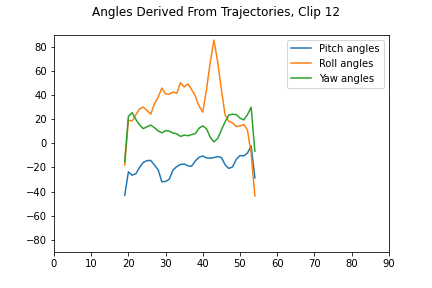 Angles Derived From Trajectories, Clip 12
Pitch angles
Roll angles
Yaw angles
80
60
40
20
0
−20
−40
−60
−80
0 10 20 30 40 50 60 70 80 90